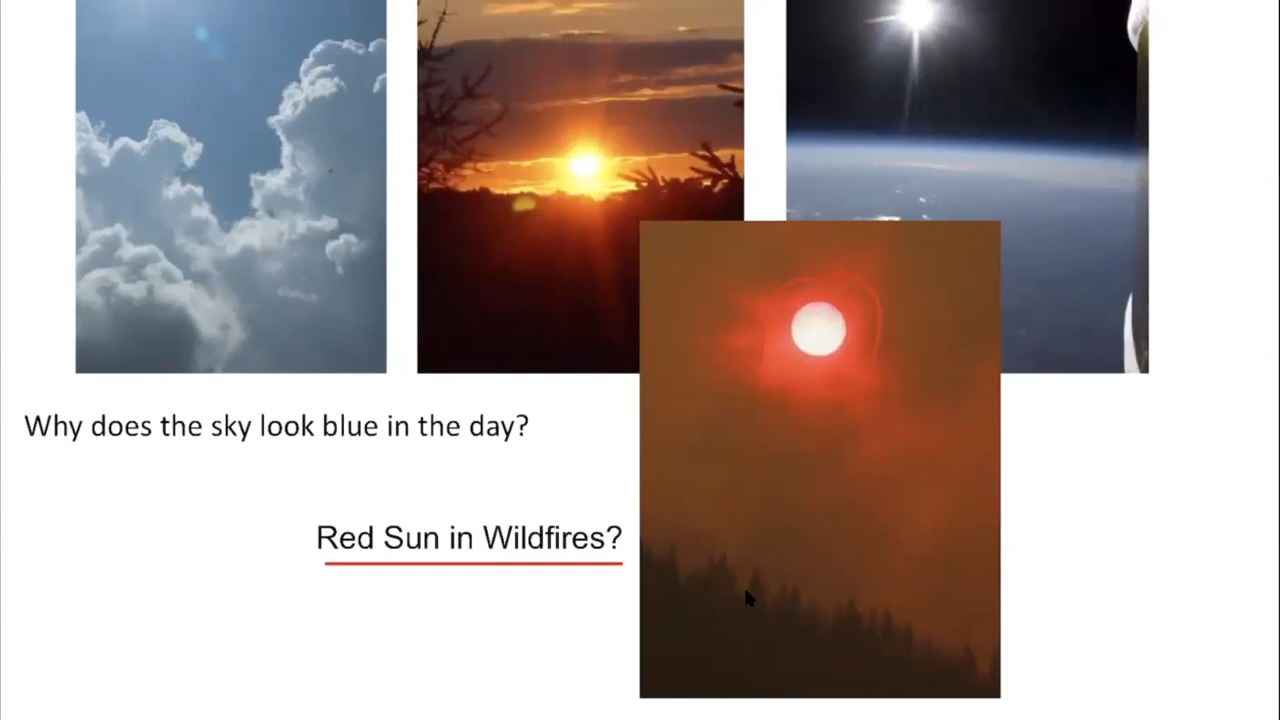 Why does the sky look blue in the day?
Red Sun in Wildfires?